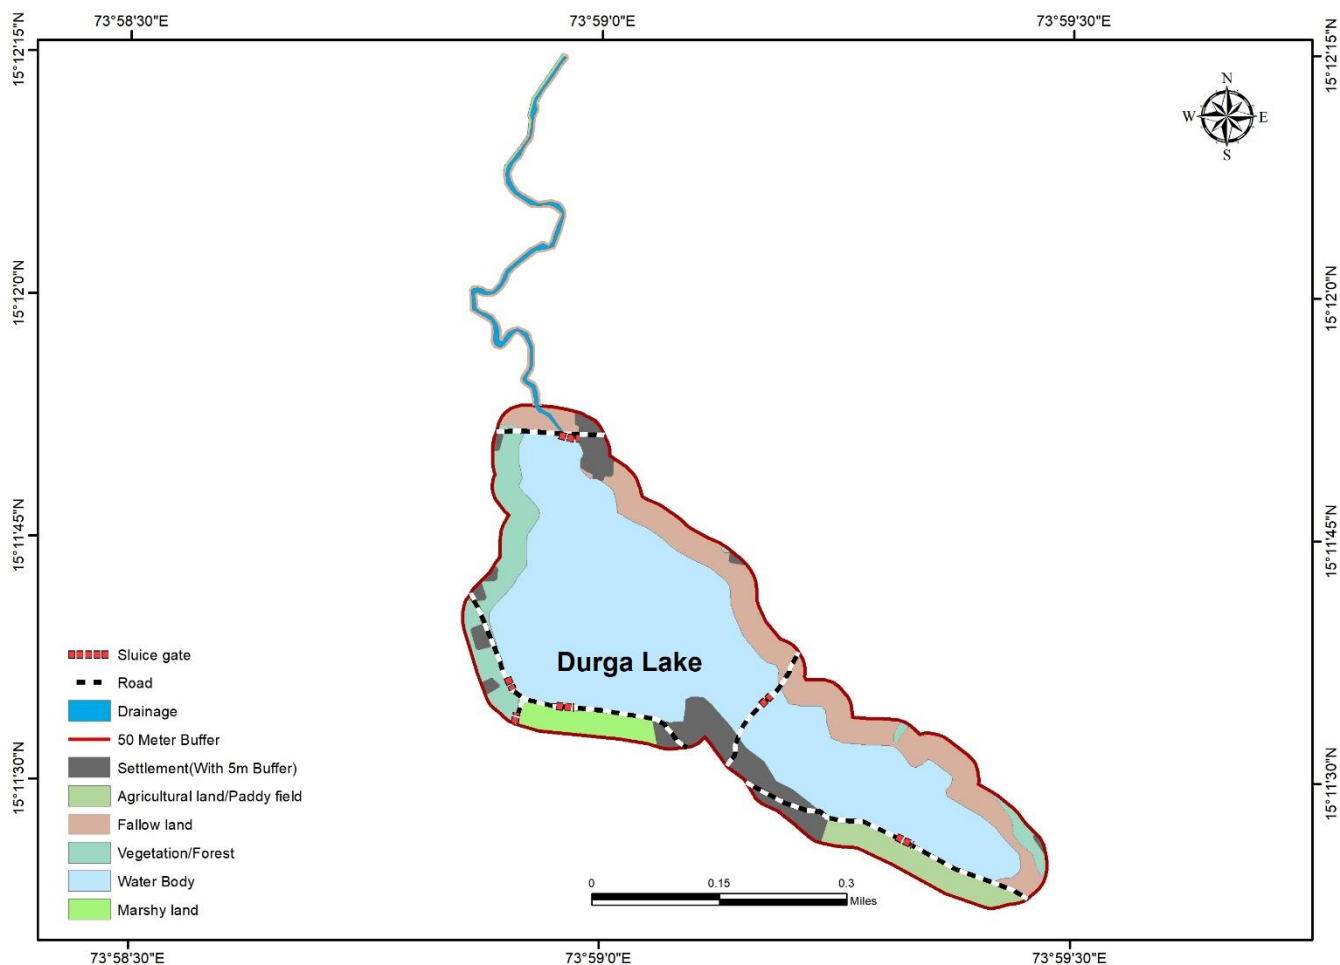 73°58'30"E
73°59'0"E
73°59'30"E
15°12'15"N
15°12'15"N
N
W
E
S
15°12'0"N
15°12'0"N
15°11'45"N
15°11'45"N
Durga Lake
15°11'30"N
15°11'30"N
Sluice gate
Road
Drainage
50 Meter Buffer
Settlement(With 5m Buffer)
Agricultural land/Paddy field
Fallow land
Vegetation/Forest
Water Body
Marshy land
0 0.15 0.3
Miles
73°58'30"E
73°59'0"E
73°59'30"E